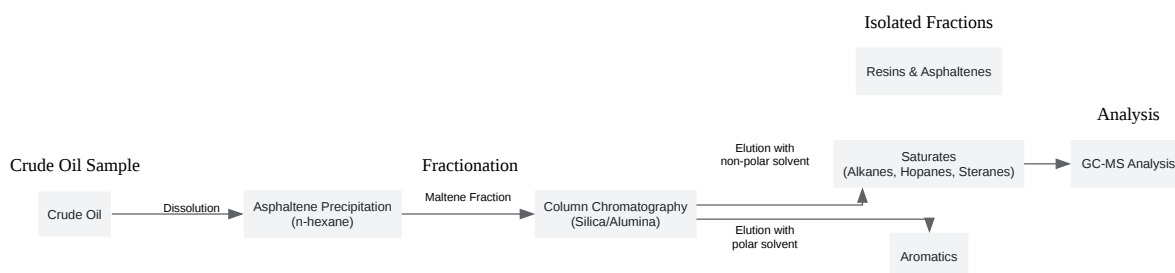 Isolated Fractions
Resins & Asphaltenes
Analysis
Crude Oil Sample
Fractionation
Elution with
non-polar solvent
Saturates
(Alkanes, Hopanes, Steranes)
GC-MS Analysis
Crude Oil
Dissolution
Asphaltene Precipitation
(n-hexane)
Maltene Fraction
Column Chromatography
(Silica/Alumina)
Elution with
polar solvent
Aromatics